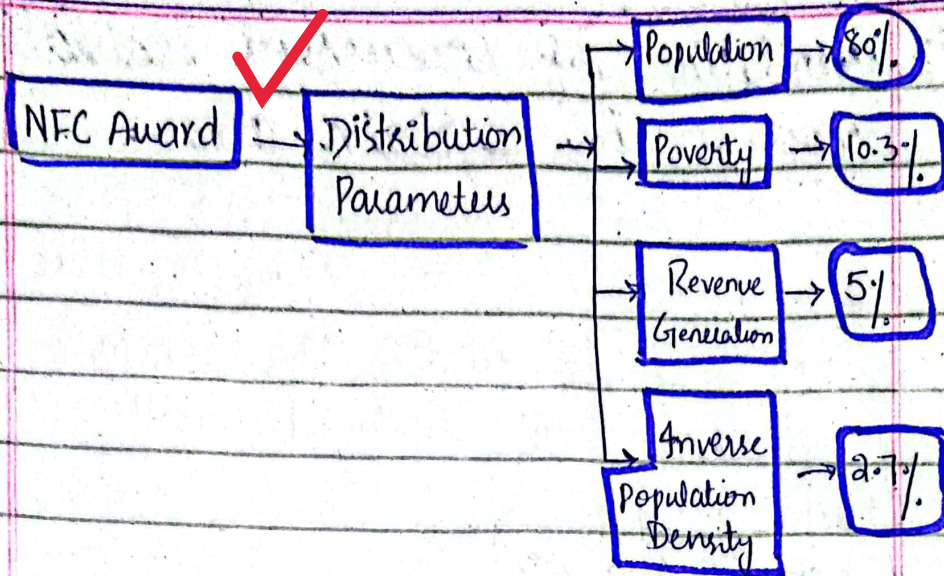 NFC Award
Distribution
Parameters
Population
80%
Poverty
10.3%
Revenue
Generation
5%
Inverse
Population
Density
2.7%